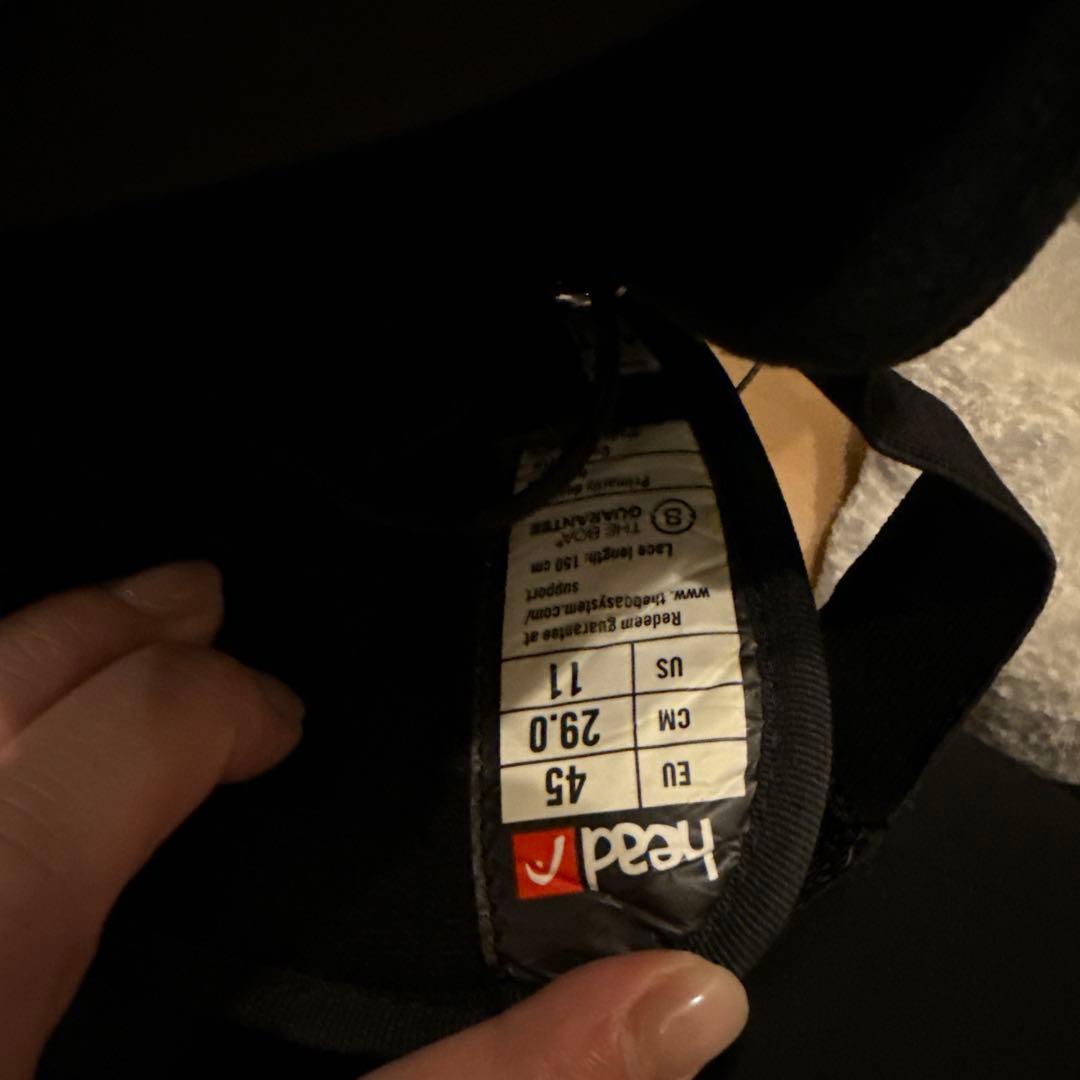 head
EU 45
CM 29.0
US 11
Redeem guarantee at
www.theboasystem.com/
support
Lace length: 150 cm
THE BOA®
GUARANTEE
Primarily